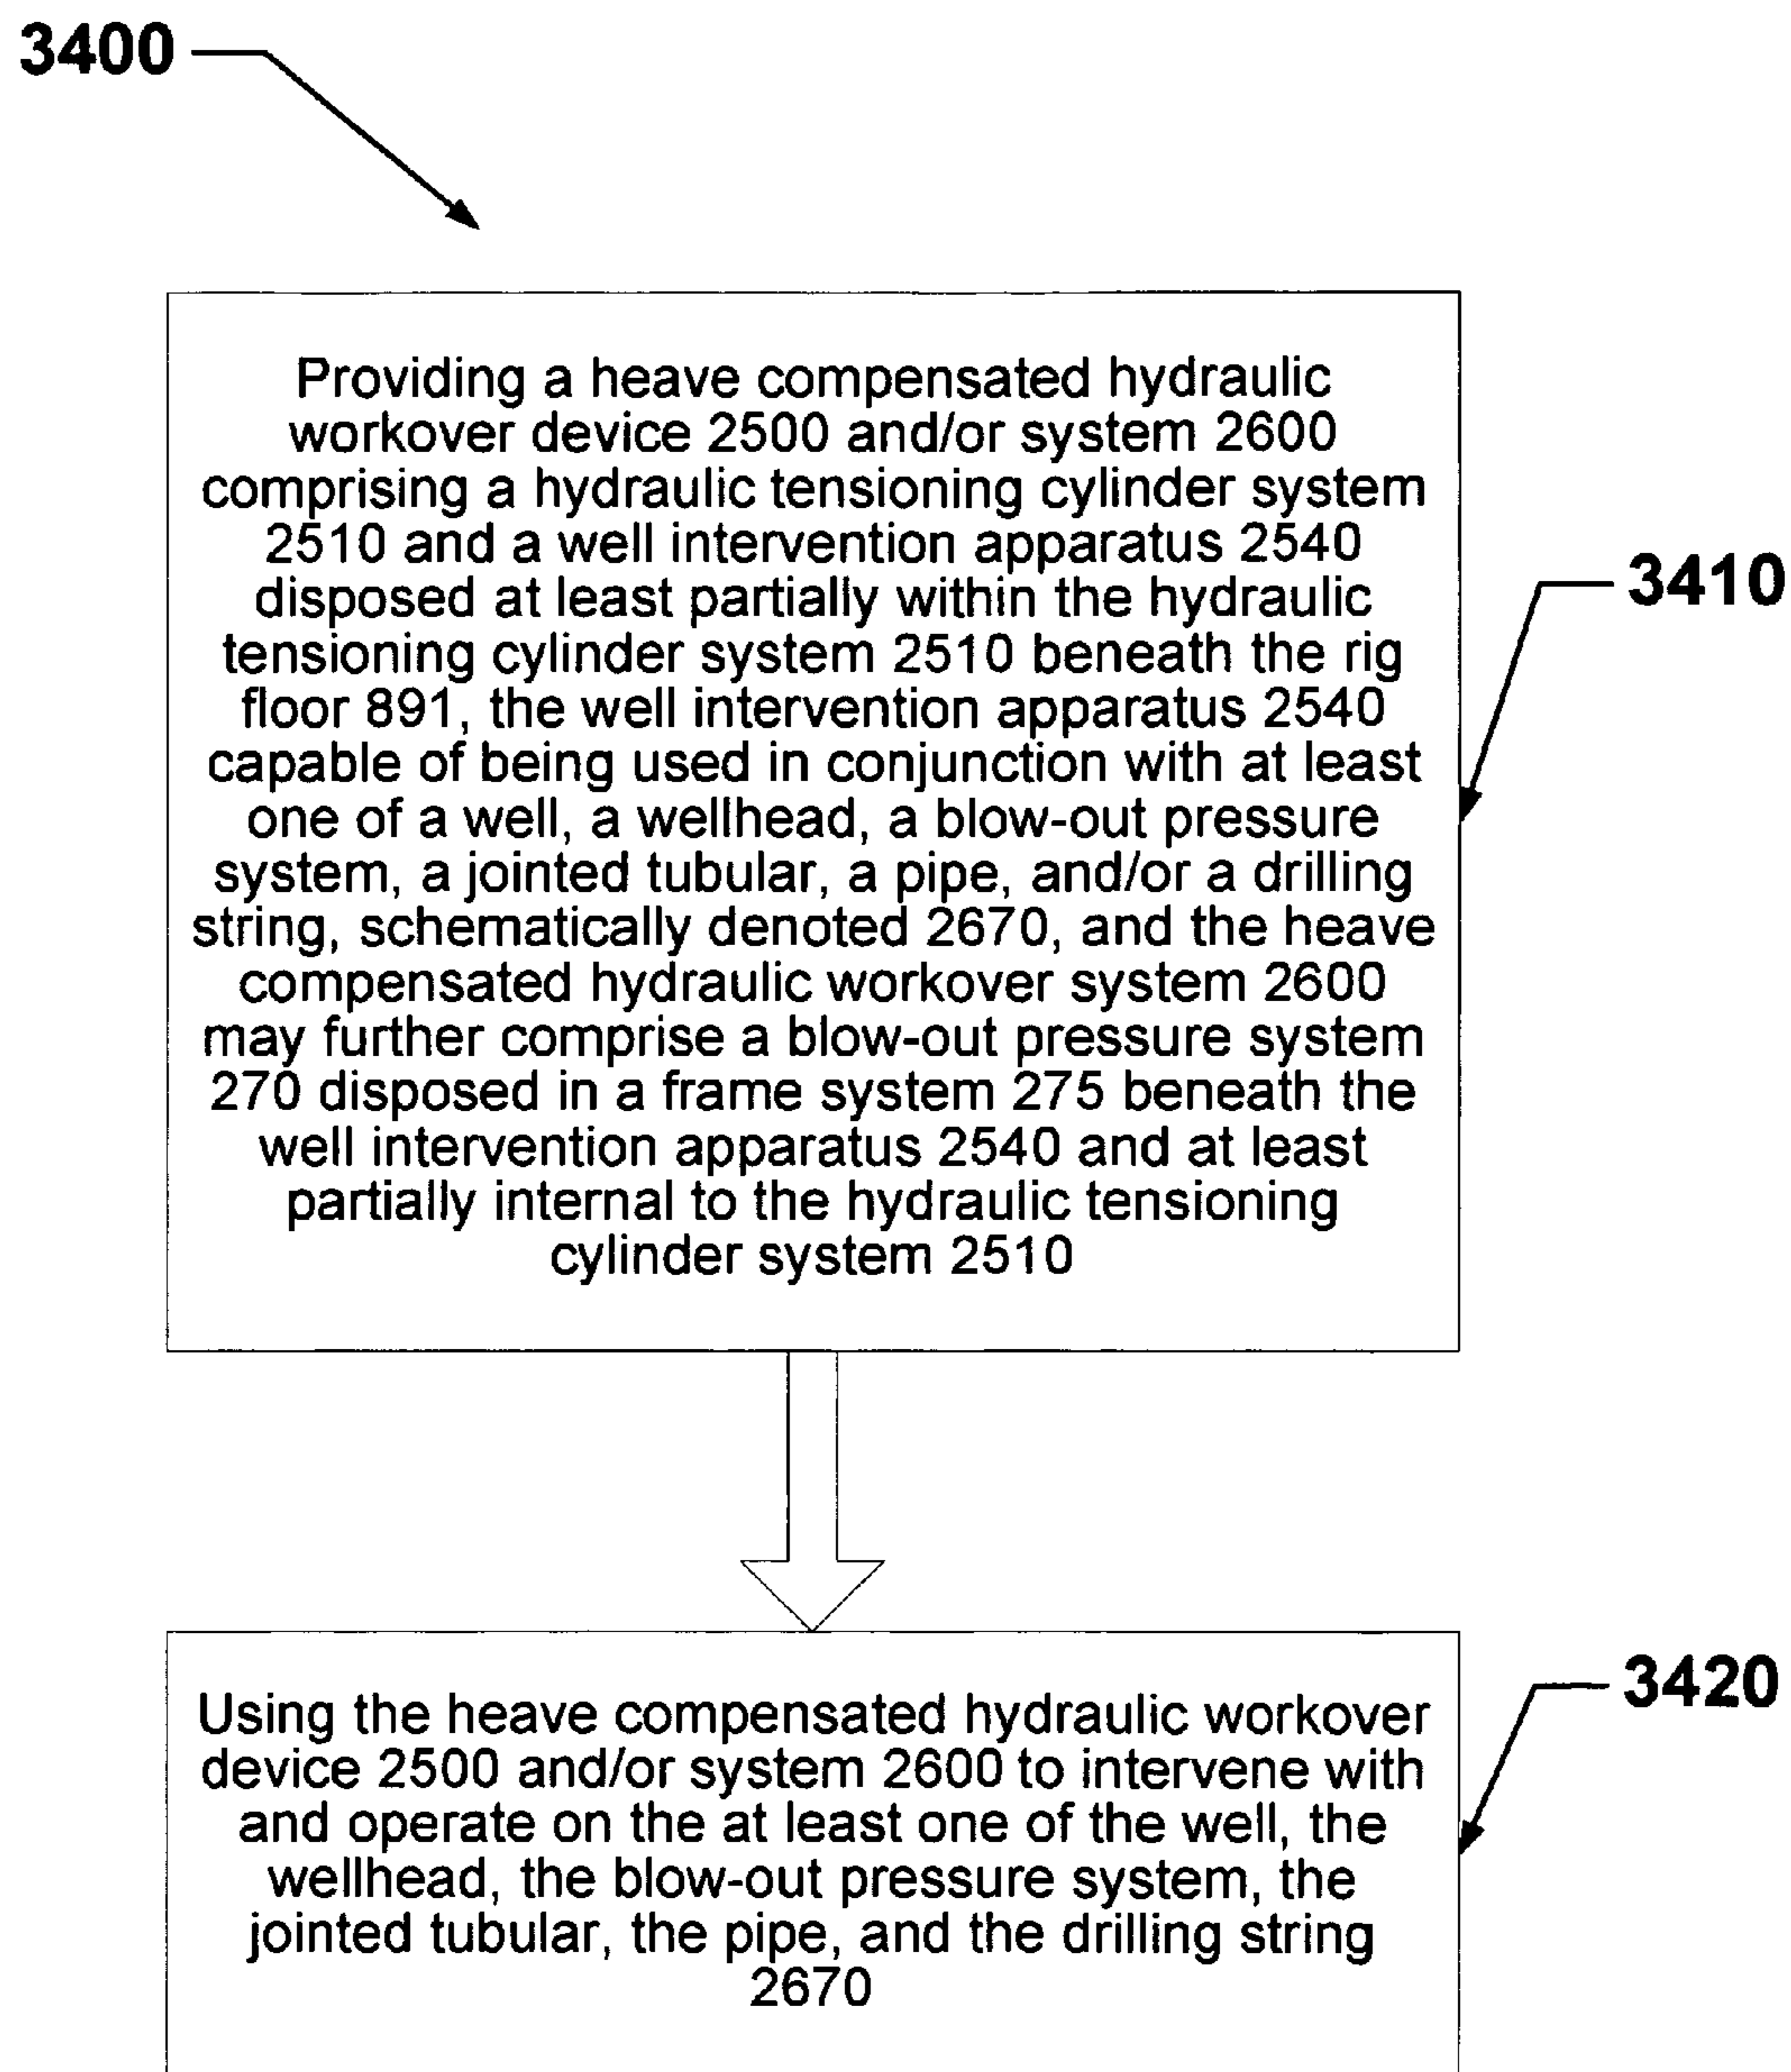 3400
Providing a heave compensated hydraulic
workover device 2500 and/or system 2600
comprising a hydraulic tensioning cylinder system
2510 and a well intervention apparatus 2540
disposed at least partially within the hydraulic
tensioning cylinder system 2510 beneath the rig
floor 891, the well intervention apparatus 2540
capable of being used in conjunction with at least
one of a well, a wellhead, a blow-out pressure
system, a jointed tubular, a pipe, and/or a drilling
string, schematically denoted 2670, and the heave
compensated hydraulic workover system 2600
may further comprise a blow-out pressure system
270 disposed in a frame system 275 beneath the
well intervention apparatus 2540 and at least
partially internal to the hydraulic tensioning
cylinder system 2510
3410
Using the heave compensated hydraulic workover
device 2500 and/or system 2600 to intervene with
and operate on the at least one of the well, the
wellhead, the blow-out pressure system, the
jointed tubular, the pipe, and the drilling string
2670
3420